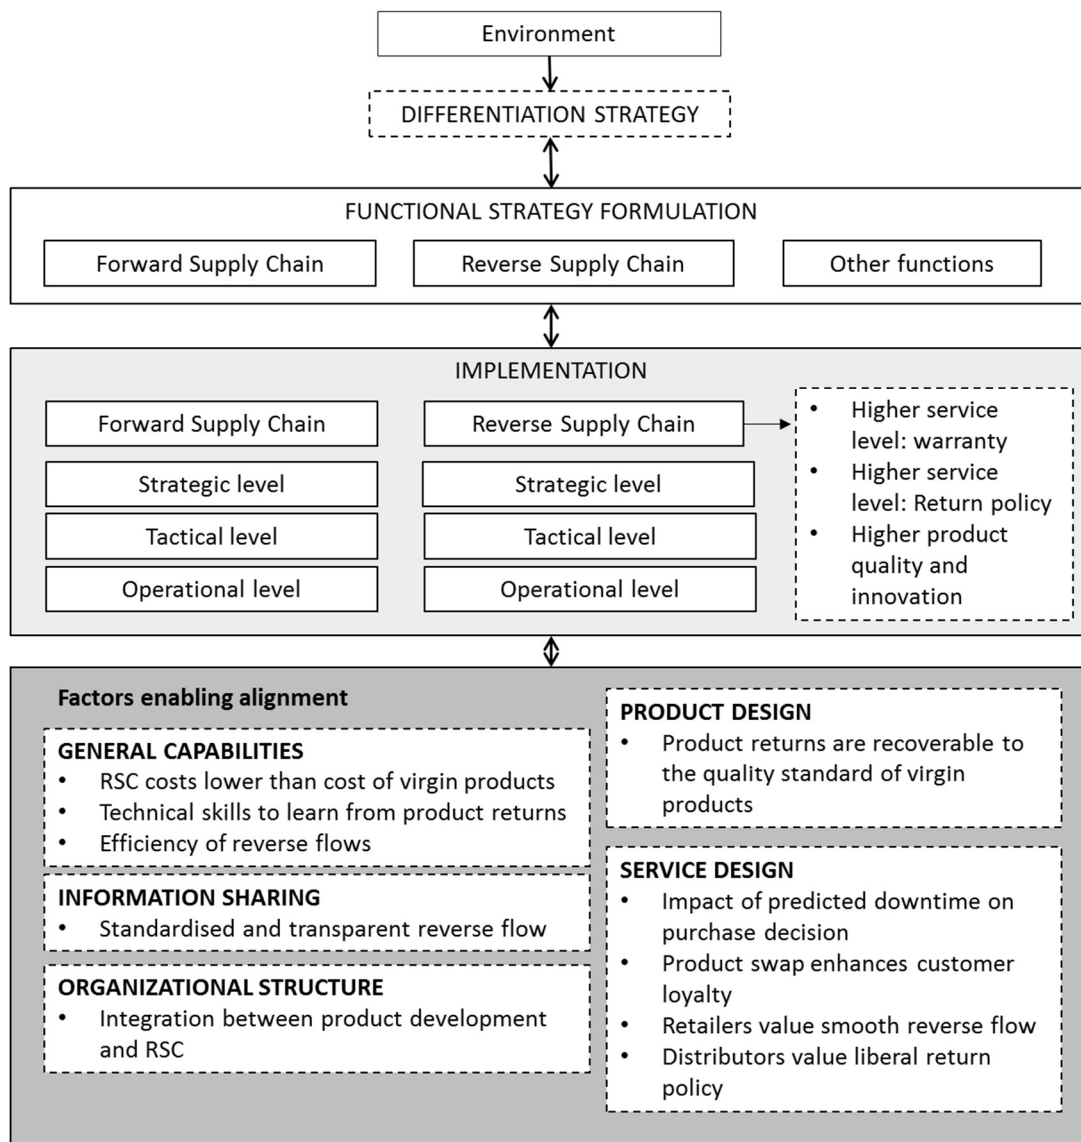 Environment
DIFFERENTIATION STRATEGY
FUNCTIONAL STRATEGY FORMULATION
Forward Supply Chain
Reverse Supply Chain
Other functions
IMPLEMENTATION
Forward Supply Chain
Strategic level
Tactical level
Operational level
Reverse Supply Chain
Strategic level
Tactical level
Operational level
• Higher service
level: warranty
• Higher service
level: Return policy
• Higher product
quality and
innovation
Factors enabling alignment
GENERAL CAPABILITIES
• RSC costs lower than cost of virgin products
• Technical skills to learn from product returns
• Efficiency of reverse flows
INFORMATION SHARING
• Standardised and transparent reverse flow
ORGANIZATIONAL STRUCTURE
• Integration between product development
and RSC
PRODUCT DESIGN
• Product returns are recoverable to
the quality standard of virgin
products
SERVICE DESIGN
• Impact of predicted downtime on
purchase decision
• Product swap enhances customer
loyalty
• Retailers value smooth reverse flow
• Distributors value liberal return
policy